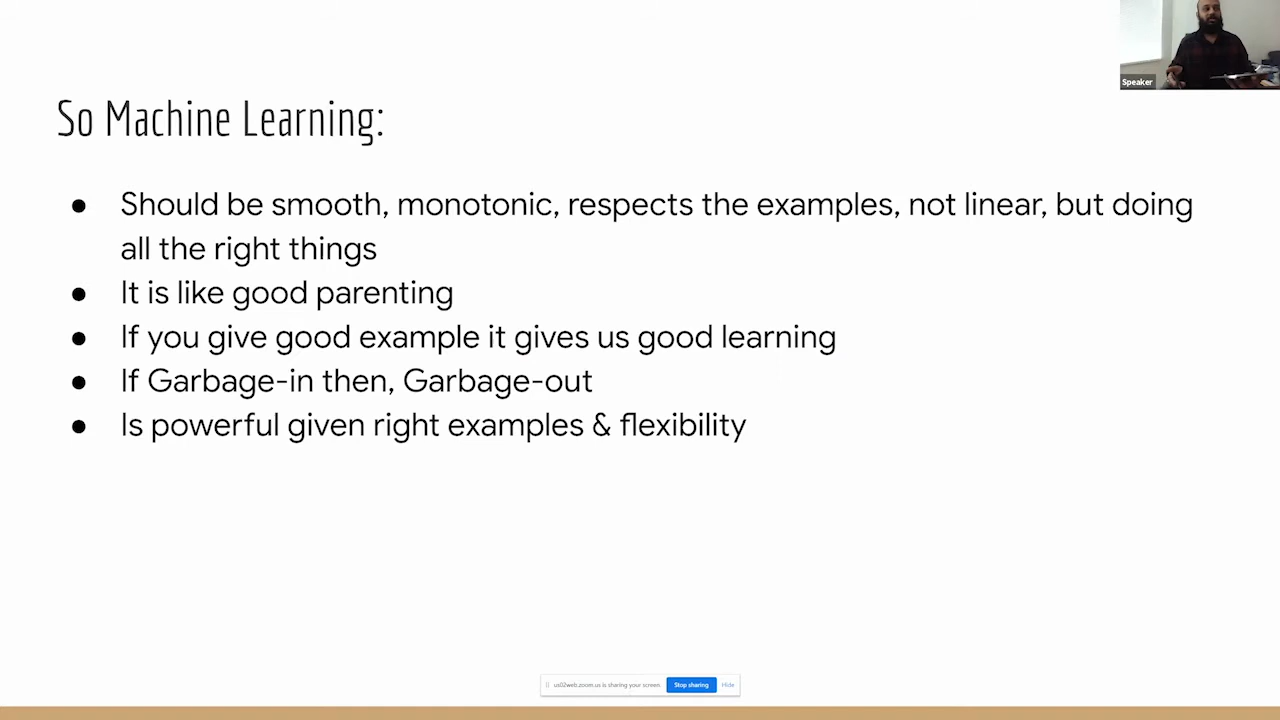 Speaker
So Machine Learning:
● Should be smooth, monotonic, respects the examples, not linear, but doing
all the right things
● It is like good parenting
● If you give good example it gives us good learning
● If Garbage-in then, Garbage-out
● Is powerful given right examples & flexibility
us02web.zoom.us is sharing your screen. Stop sharing Hide